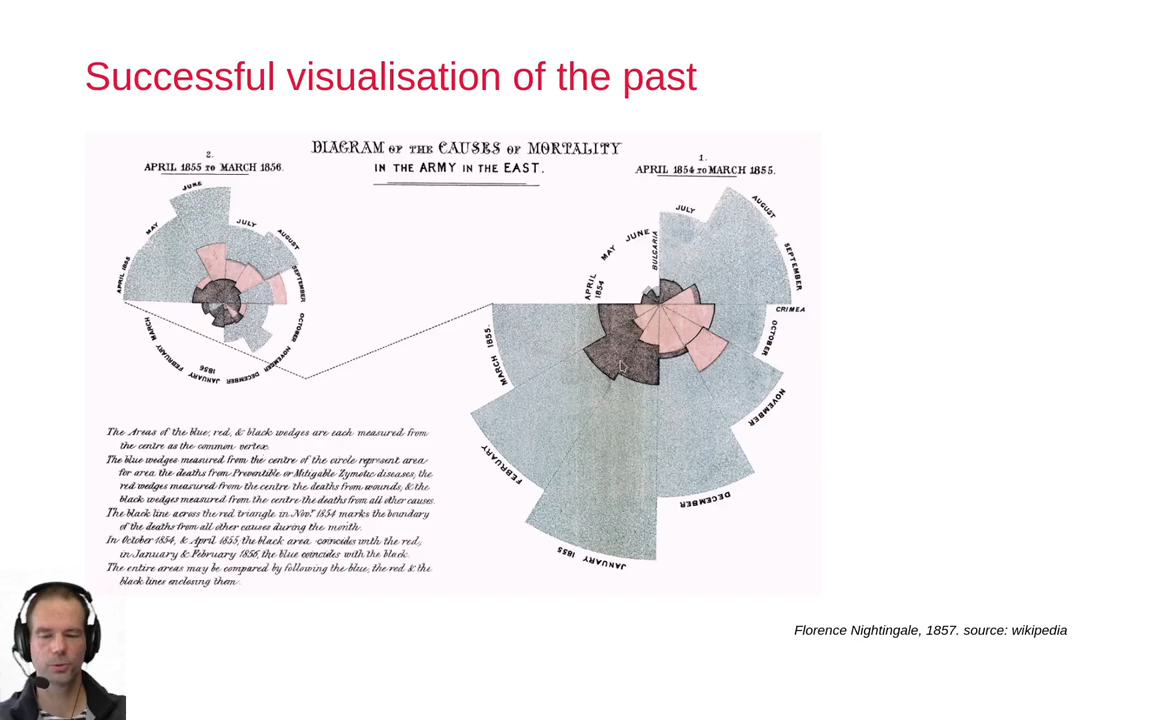 Successful visualisation of the past
DIAGRAM OF THE CAUSES OF MORTALITY
IN THE ARMY IN THE EAST.
2.
APRIL 1855 TO MARCH 1856.
1.
APRIL 1854 TO MARCH 1855.
APRIL 1855
MAY
JUNE
JULY
AUGUST
SEPTEMBER
OCTOBER
NOVEMBER
DECEMBER
JANUARY
1856
FEBRUARY
MARCH
APRIL
1854
MAY
JUNE
BULGARIA
JULY
AUGUST
SEPTEMBER
CRIMEA
OCTOBER
NOVEMBER
DECEMBER
JANUARY 1855
FEBRUARY
MARCH 1855.
The Areas of the blue, red, & black wedges are each measured from
the centre as the common vertex.
The blue wedges measured from the centre of the circle represent area
for area the deaths from Preventible or Mitigable Zymotic diseases; the
red wedges measured from the centre the deaths from wounds; & the
black wedges measured from the centre the deaths from all other causes.
The black line across the red triangle in Nov.r 1854 marks the boundary
of the deaths from all other causes during the month.
In October 1854, & April 1855, the black area coincides with the red;
in January & February 1856, the blue coincides with the black.
The entire areas may be compared by following the blue, the red & the
black lines enclosing them.
Florence Nightingale, 1857. source: wikipedia